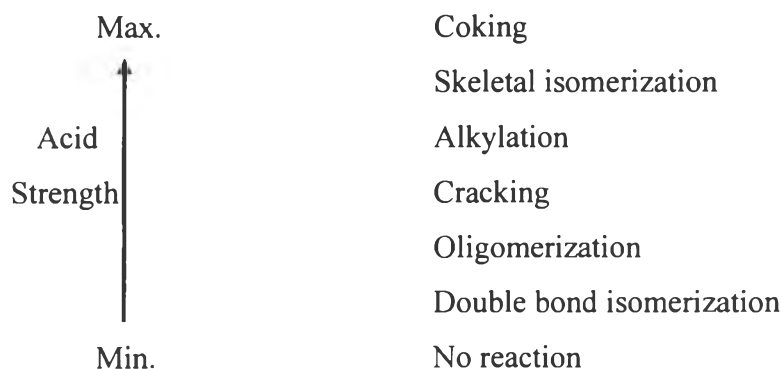 Max. Coking
Skeletal isomerization
Acid Alkylation
Strength Cracking
Oligomerization
Double bond isomerization
Min. No reaction